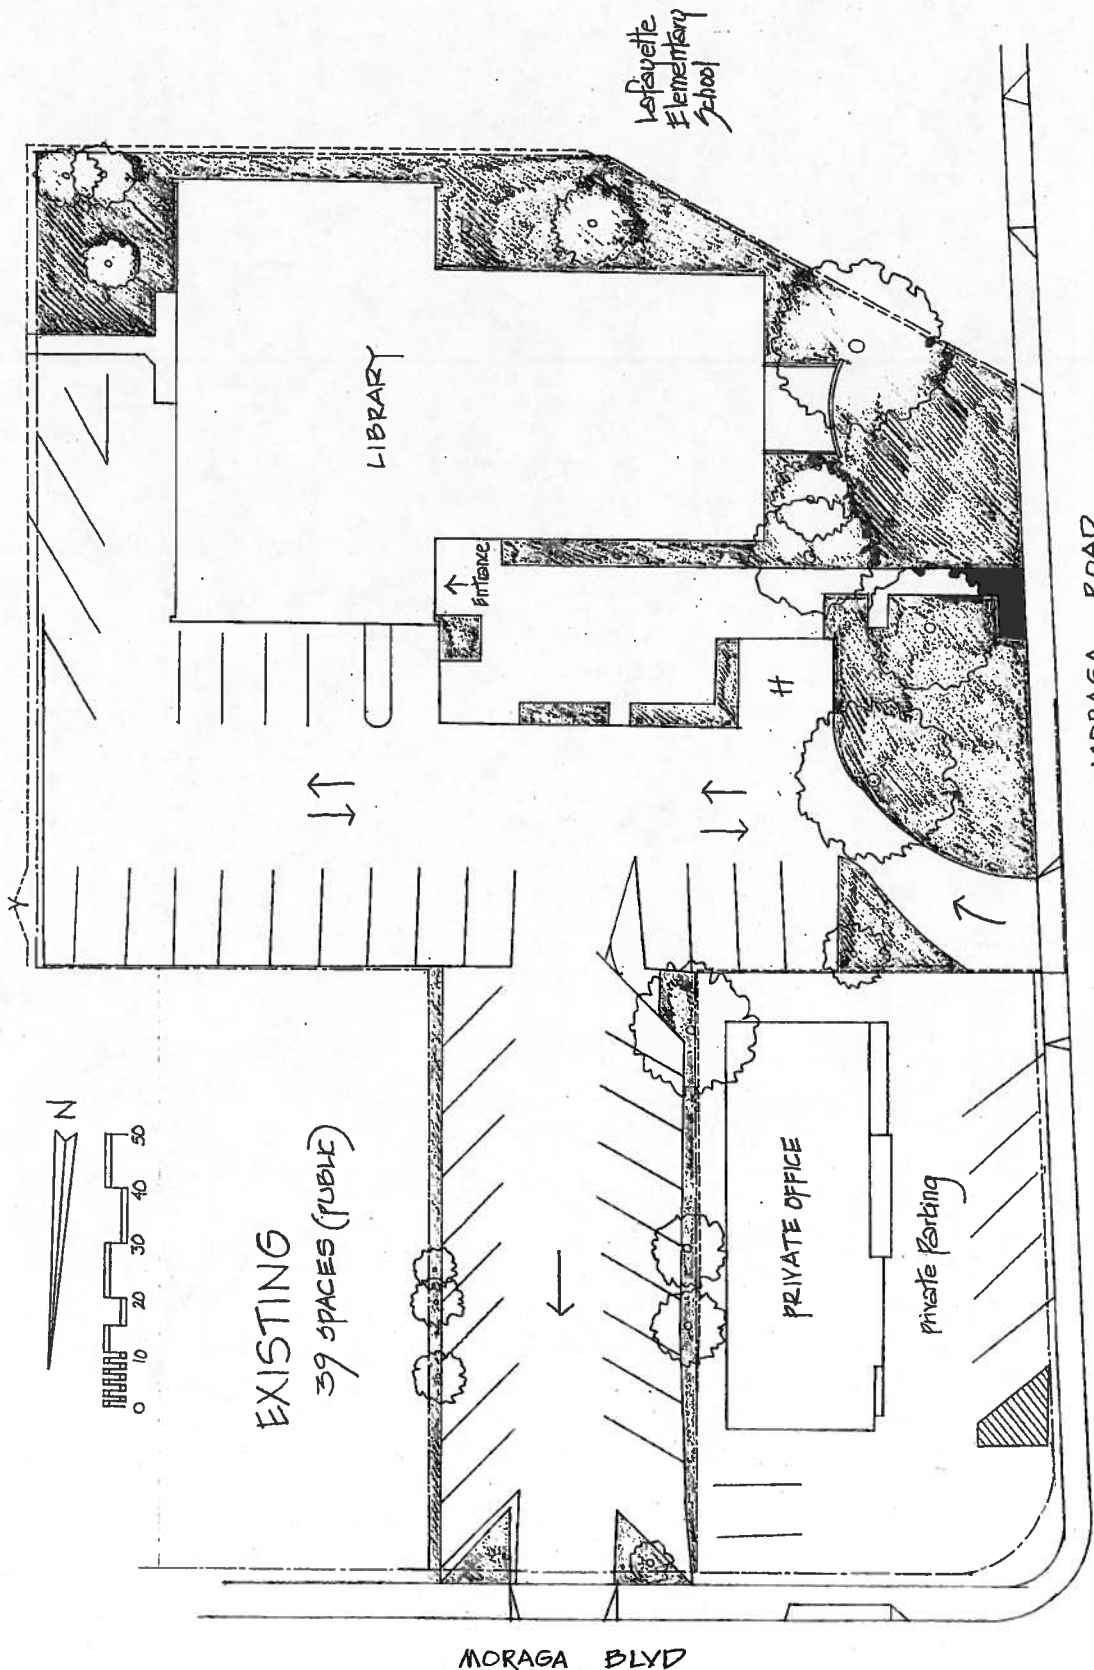 Lafayette
Elementary
School
LIBRARY
Entrance
H
N
0 10 20 30 40 50
EXISTING
39 SPACES (PUBLIC)
PRIVATE OFFICE
Private Parking
MORAGA ROAD
MORAGA BLVD